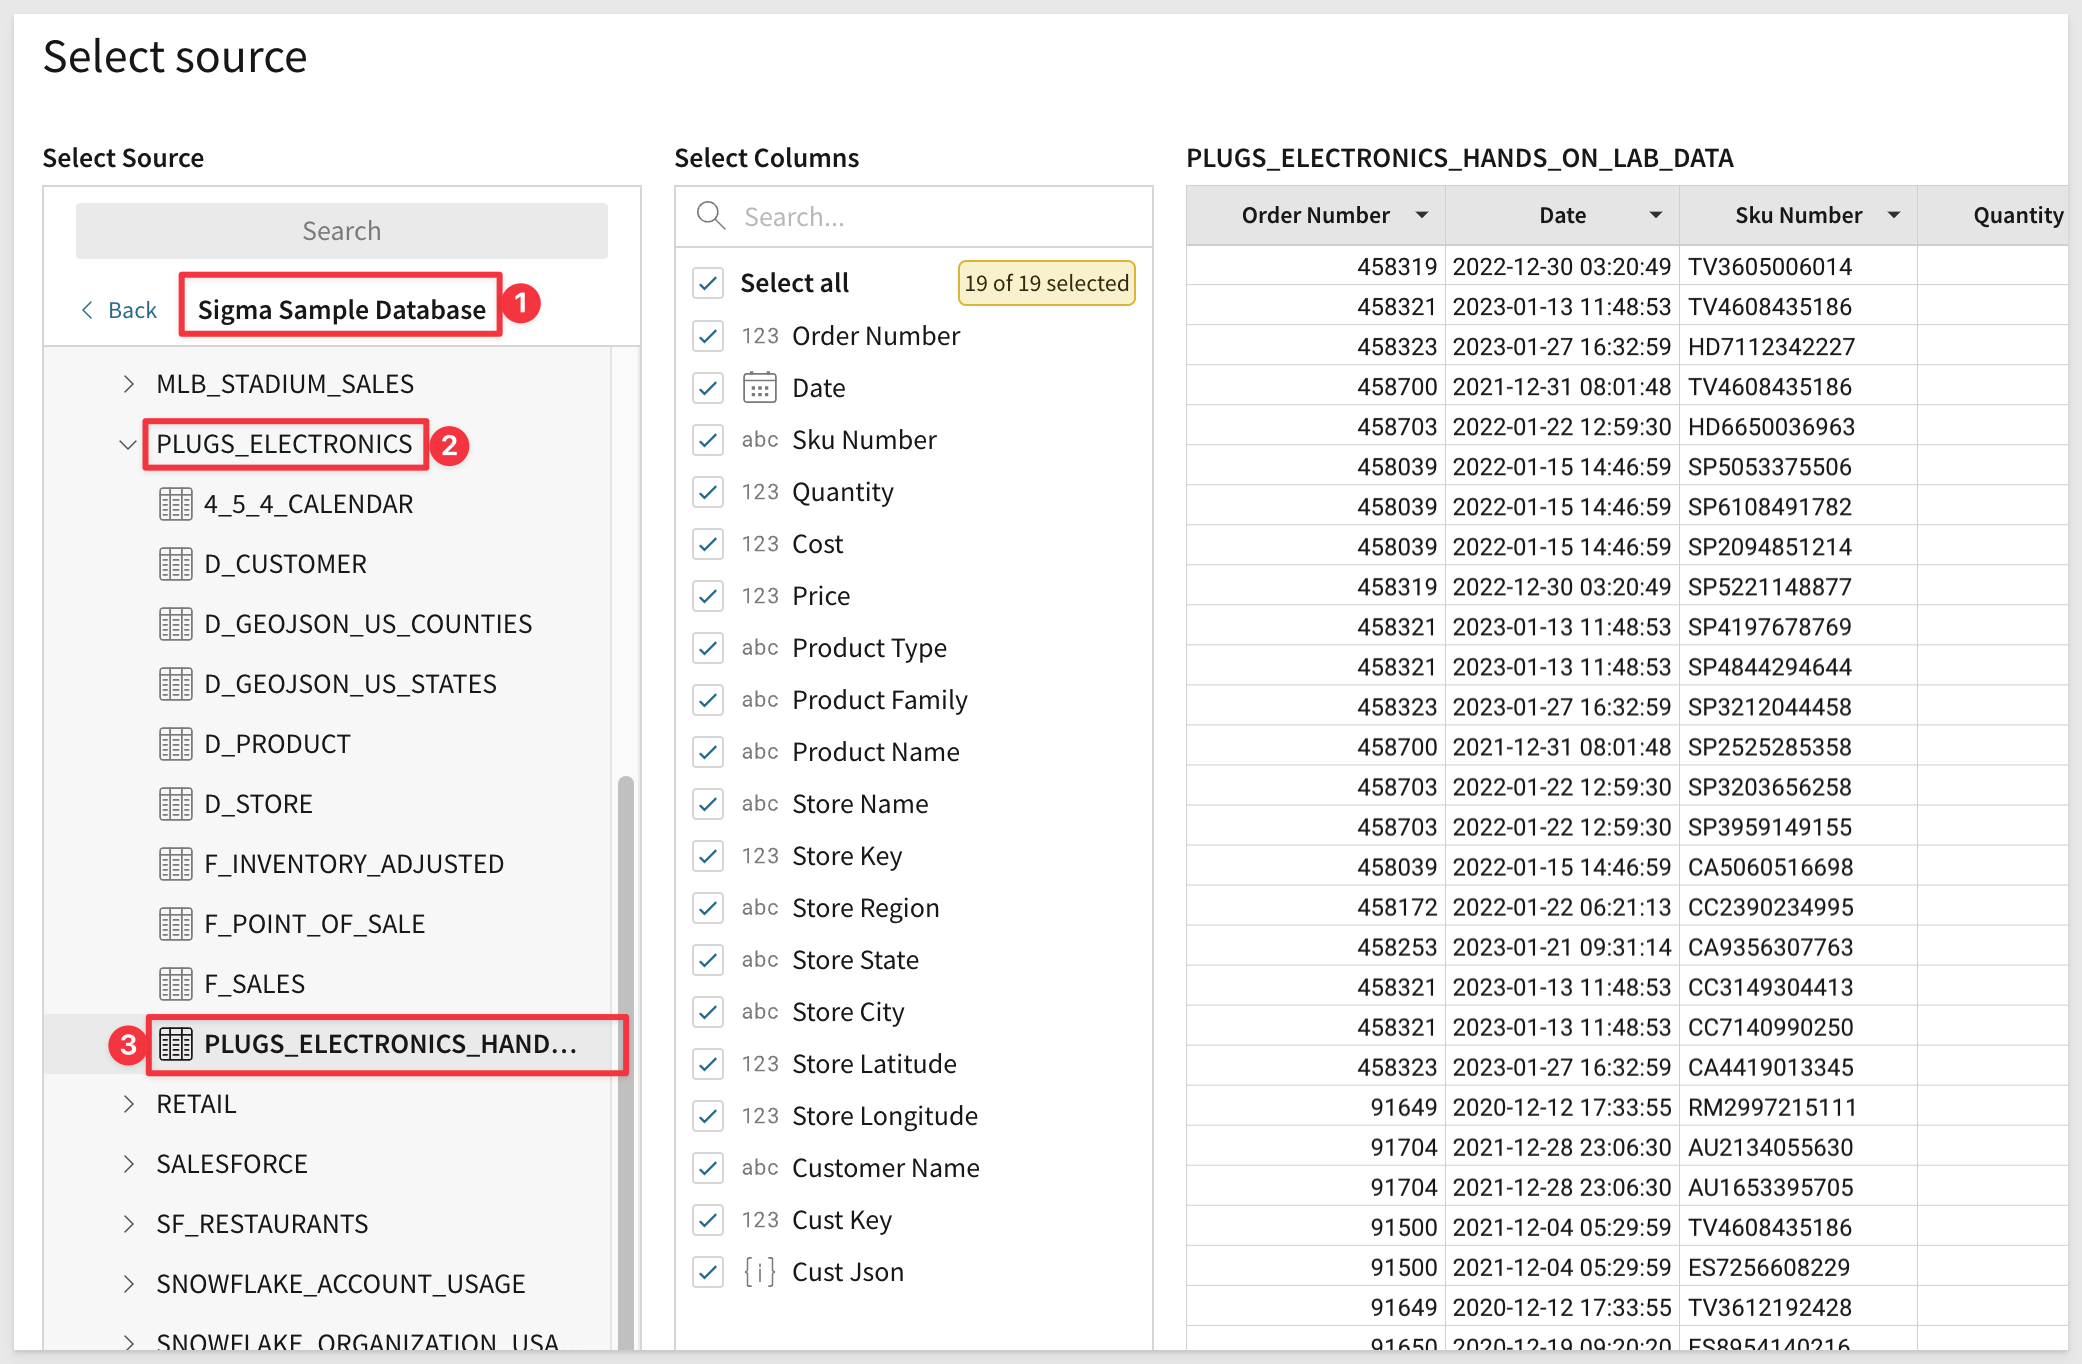 Select source
Select Source
Search
Back
Sigma Sample Database
1
MLB_STADIUM_SALES
PLUGS_ELECTRONICS
2
4_5_4_CALENDAR
D_CUSTOMER
D_GEOJSON_US_COUNTIES
D_GEOJSON_US_STATES
D_PRODUCT
D_STORE
F_INVENTORY_ADJUSTED
F_POINT_OF_SALE
F_SALES
3
PLUGS_ELECTRONICS_HAND...
RETAIL
SALESFORCE
SF_RESTAURANTS
SNOWFLAKE_ACCOUNT_USAGE
SNOWFLAKE_ORGANIZATION_USA
Select Columns
Search...
Select all
19 of 19 selected
123 Order Number
Date
abc Sku Number
123 Quantity
123 Cost
123 Price
abc Product Type
abc Product Family
abc Product Name
abc Store Name
123 Store Key
abc Store Region
abc Store State
abc Store City
123 Store Latitude
123 Store Longitude
abc Customer Name
123 Cust Key
{i} Cust Json
PLUGS_ELECTRONICS_HANDS_ON_LAB_DATA
Order Number Date Sku Number Quantity
458319 2022-12-30 03:20:49 TV3605006014
458321 2023-01-13 11:48:53 TV4608435186
458323 2023-01-27 16:32:59 HD7112342227
458700 2021-12-31 08:01:48 TV4608435186
458703 2022-01-22 12:59:30 HD6650036963
458039 2022-01-15 14:46:59 SP5053375506
458039 2022-01-15 14:46:59 SP6108491782
458039 2022-01-15 14:46:59 SP2094851214
458319 2022-12-30 03:20:49 SP5221148877
458321 2023-01-13 11:48:53 SP4197678769
458321 2023-01-13 11:48:53 SP4844294644
458323 2023-01-27 16:32:59 SP3212044458
458700 2021-12-31 08:01:48 SP2525285358
458703 2022-01-22 12:59:30 SP3203656258
458703 2022-01-22 12:59:30 SP3959149155
458039 2022-01-15 14:46:59 CA5060516698
458172 2022-01-22 06:21:13 CC2390234995
458253 2023-01-21 09:31:14 CA9356307763
458321 2023-01-13 11:48:53 CC3149304413
458321 2023-01-13 11:48:53 CC7140990250
458323 2023-01-27 16:32:59 CA4419013345
91649 2020-12-12 17:33:55 RM2997215111
91704 2021-12-28 23:06:30 AU2134055630
91704 2021-12-28 23:06:30 AU1653395705
91500 2021-12-04 05:29:59 TV4608435186
91500 2021-12-04 05:29:59 ES7256608229
91649 2020-12-12 17:33:55 TV3612192428
91650 2020-12-19 09:20:20 ES8954140216